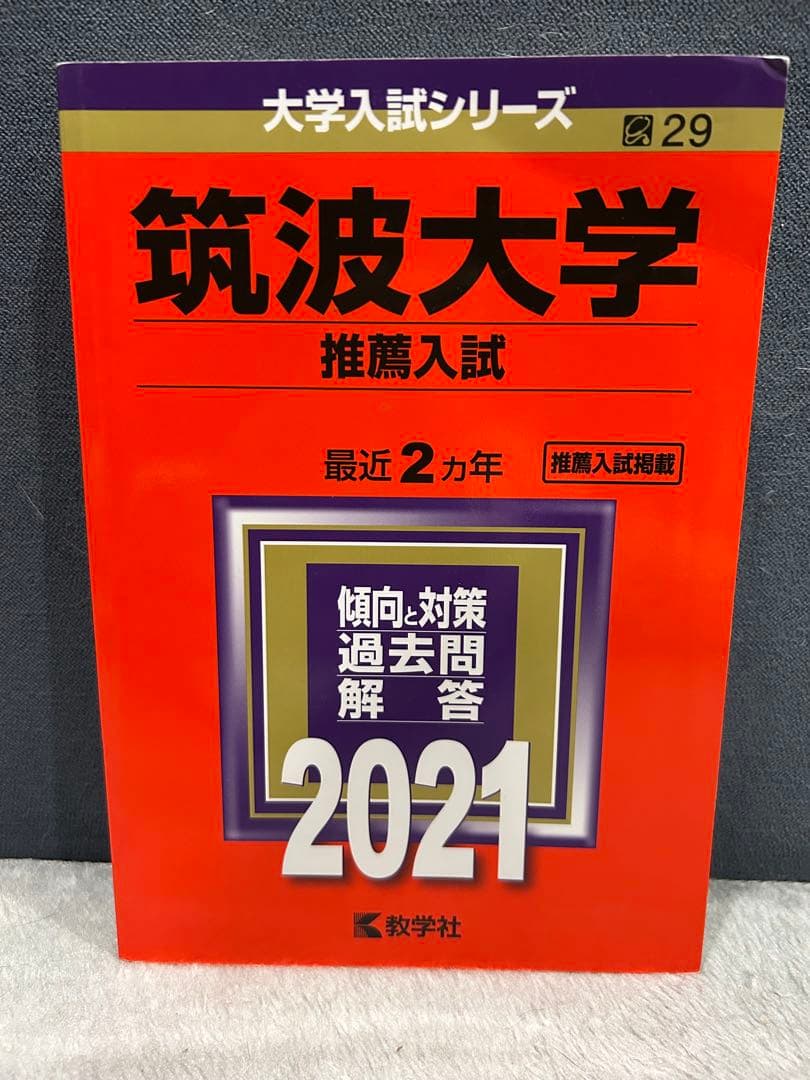 大学入試シリーズ
29
筑波大学
推薦入試
最近2ヵ年
推薦入試掲載
傾向と対策
過去問
解答
2021
教学社